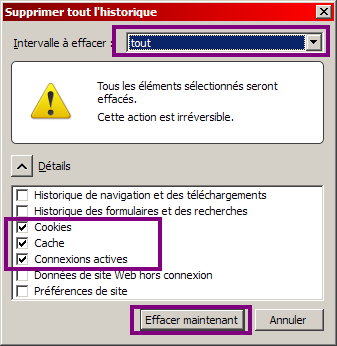 Supprimer tout l'historique
Intervalle à effacer : tout
Tous les éléments sélectionnés seront
effacés.
Cette action est irréversible.
Détails
Historique de navigation et des téléchargements
Historique des formulaires et des recherches
Cookies
Cache
Connexions actives
Données de site Web hors connexion
Préférences de site
Effacer maintenant Annuler